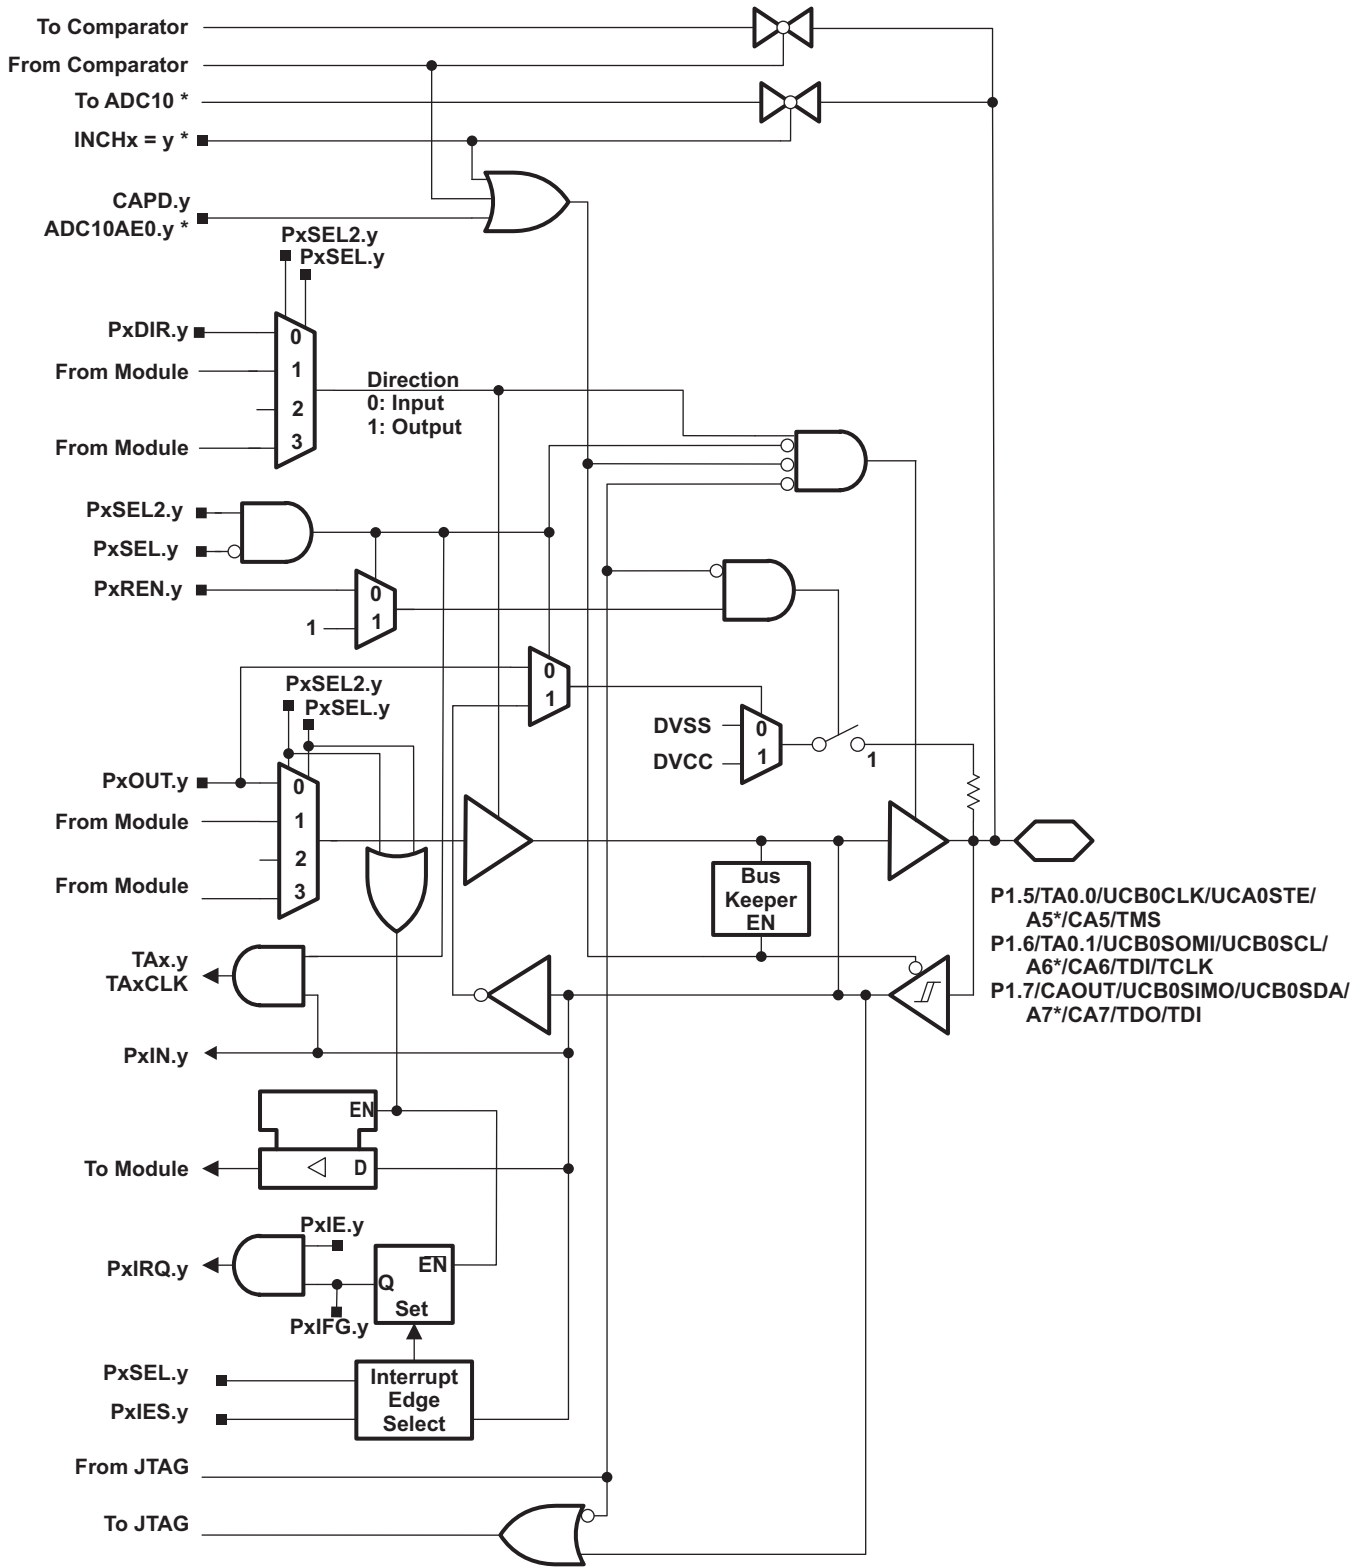 To Comparator
From Comparator
To ADC10 *
INCHx = y *
CAPD.y
ADC10AE0.y *
PxSEL2.y
PxSEL.y
PxDIR.y
0
From Module
1
2
From Module
3
Direction
0: Input
1: Output
PxSEL2.y
PxSEL.y
PxREN.y
0
1
1
0
1
PxSEL2.y
PxSEL.y
DVSS
0
DVCC
1
1
PxOUT.y
0
From Module
1
2
From Module
3
Bus
Keeper
EN
P1.5/TA0.0/UCB0CLK/UCA0STE/
A5*/CA5/TMS
P1.6/TA0.1/UCB0SOMI/UCB0SCL/
A6*/CA6/TDI/TCLK
P1.7/CAOUT/UCB0SIMO/UCB0SDA/
A7*/CA7/TDO/TDI
TAx.y
TAxCLK
PxIN.y
EN
To Module
D
PxIE.y
PxIRQ.y
EN
Q
Set
PxIFG.y
PxSEL.y
PxIES.y
Interrupt
Edge
Select
From JTAG
To JTAG